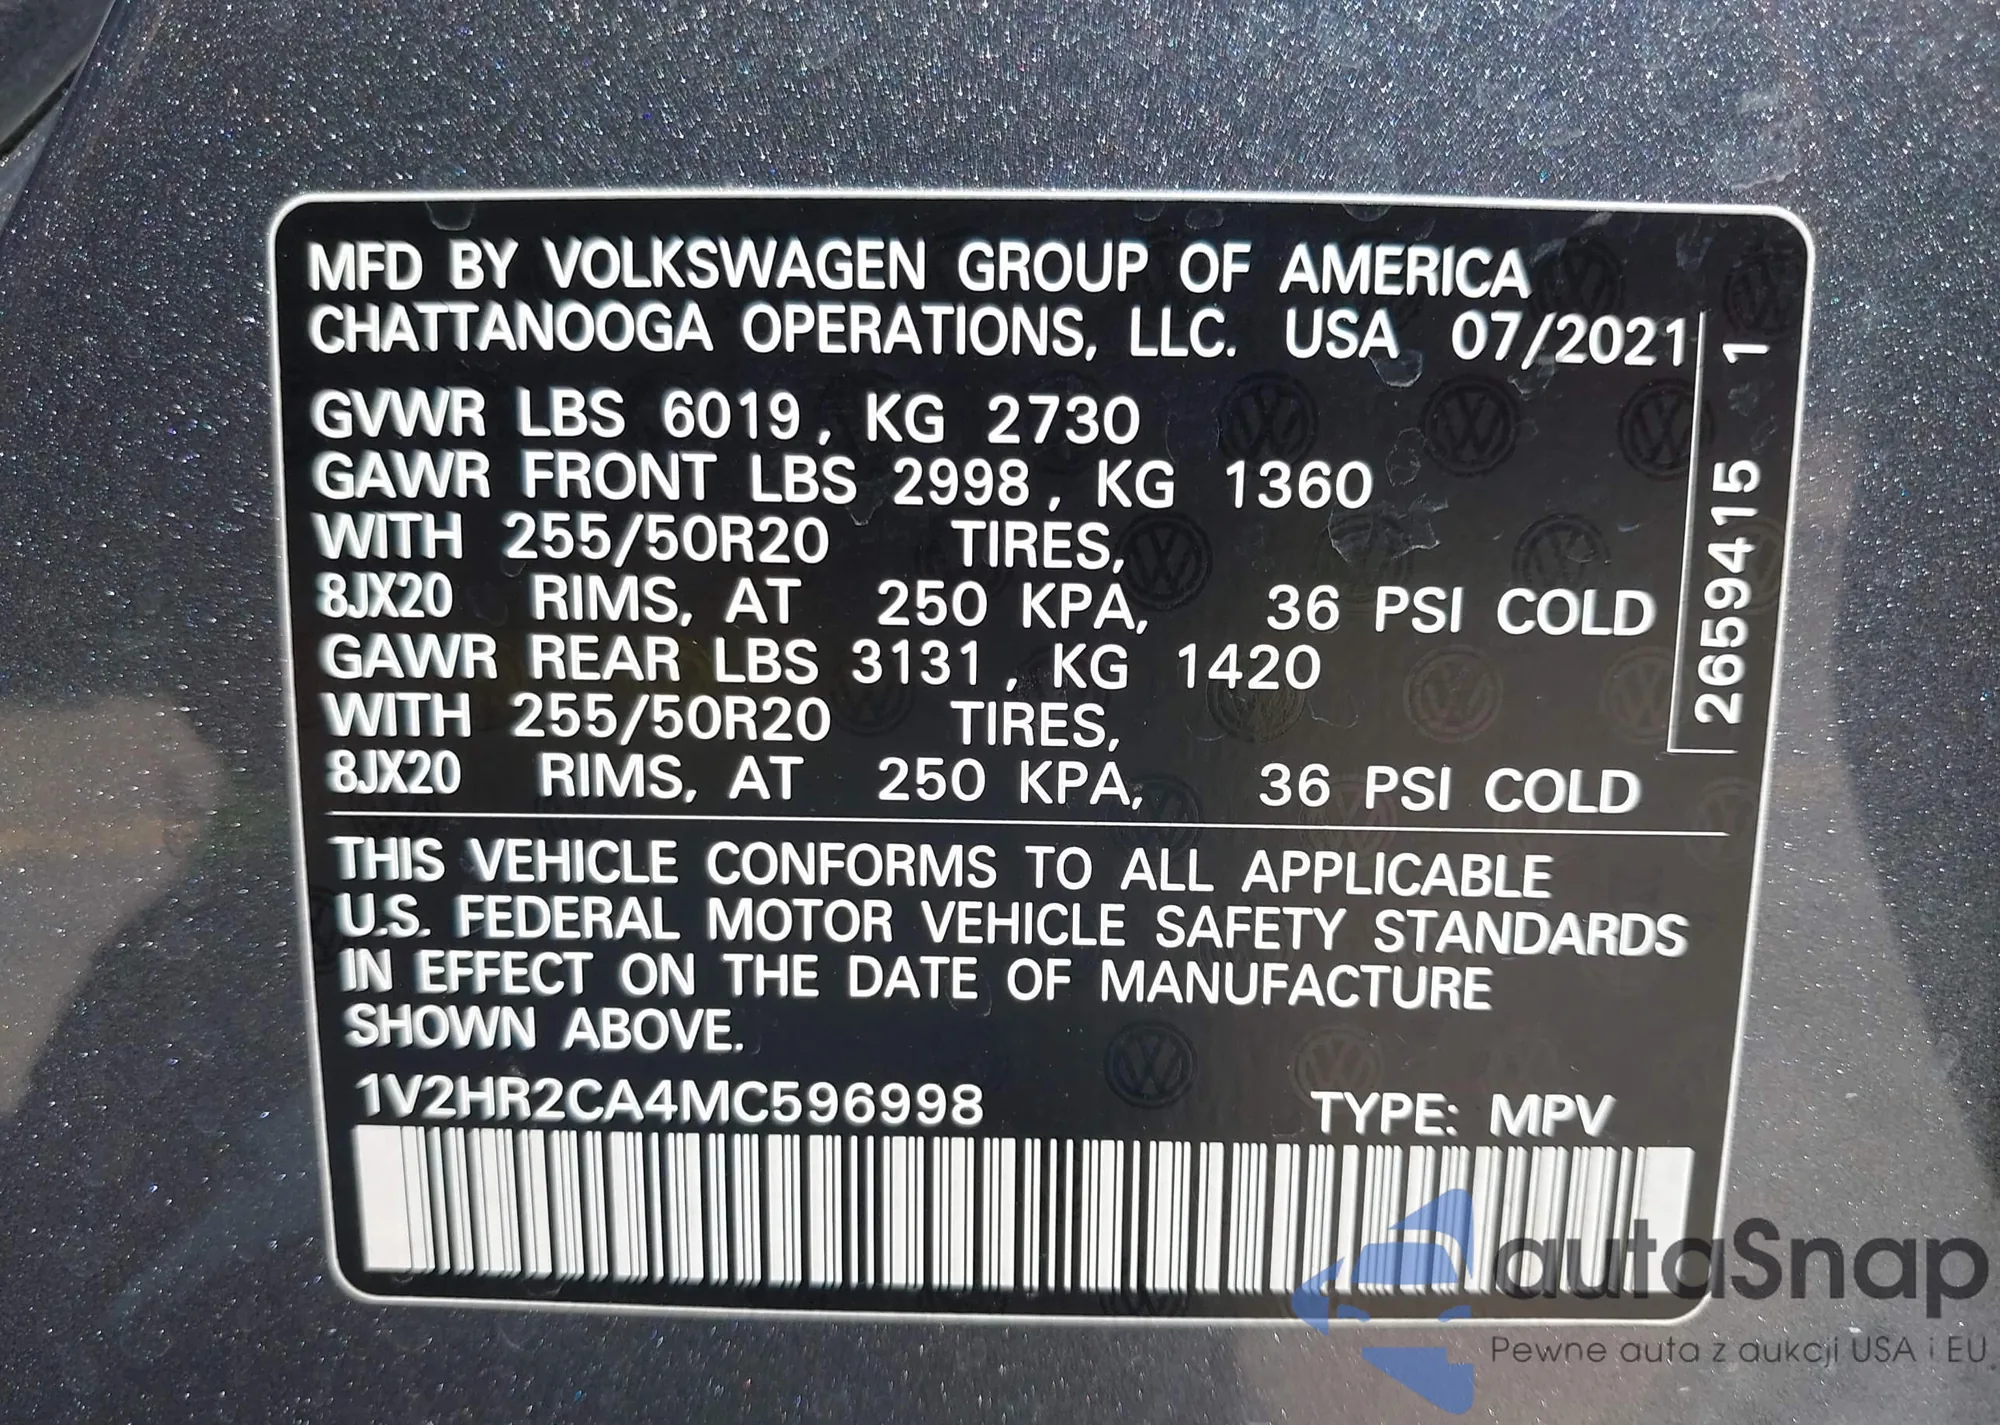 MFD BY VOLKSWAGEN GROUP OF AMERICA
CHATTANOOGA OPERATIONS, LLC. USA 07/2021
GVWR LBS 6019, KG 2730
GAWR FRONT LBS 2998, KG 1360
WITH 255/50R20 TIRES,
8JX20 RIMS, AT 250 KPA, 36 PSI COLD
GAWR REAR LBS 3131, KG 1420
WITH 255/50R20 TIRES,
8JX20 RIMS, AT 250 KPA, 36 PSI COLD
2659415 1
THIS VEHICLE CONFORMS TO ALL APPLICABLE
U.S. FEDERAL MOTOR VEHICLE SAFETY STANDARDS
IN EFFECT ON THE DATE OF MANUFACTURE
SHOWN ABOVE.
1V2HR2CA4MC596998 TYPE: MPV
autaSnap
Pewne auta z aukcji USA i EU